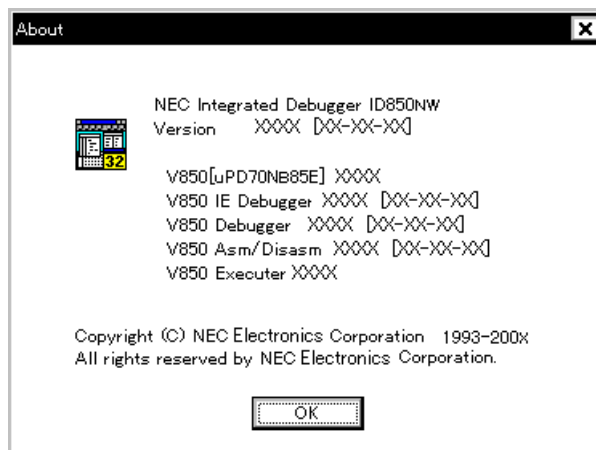 About
NEC Integrated Debugger ID850NW
Version XXXX [XX-XX-XX]
32
V850[uPD70NB85E] XXXX
V850 IE Debugger XXXX [XX-XX-XX]
V850 Debugger XXXX [XX-XX-XX]
V850 Asm/Disasm XXXX [XX-XX-XX]
V850 Executer XXXX
Copyright (C) NEC Electronics Corporation 1993-200x
All rights reserved by NEC Electronics Corporation.
OK